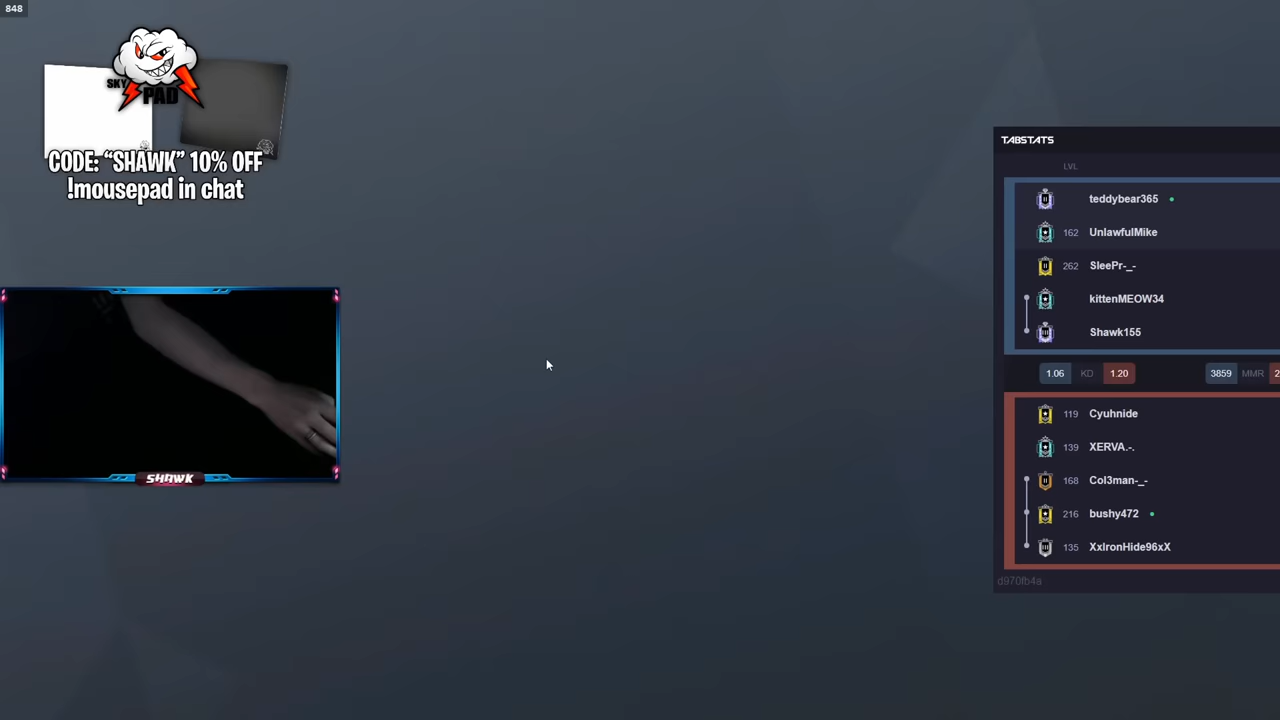 848
SKY
PAD
CODE: “SHAWK” 10% OFF
!mousepad in chat
SHAWK
TABSTATS
LVL
teddybear365
162 UnlawfulMike
262 SleePr-_-
kittenMEOW34
Shawk155
1.06 KD 1.20 3859 MMR 2
119 Cyuhnide
139 XERVA.-.
168 Col3man-_-
216 bushy472
135 XxIronHide96xX
d970fb4a